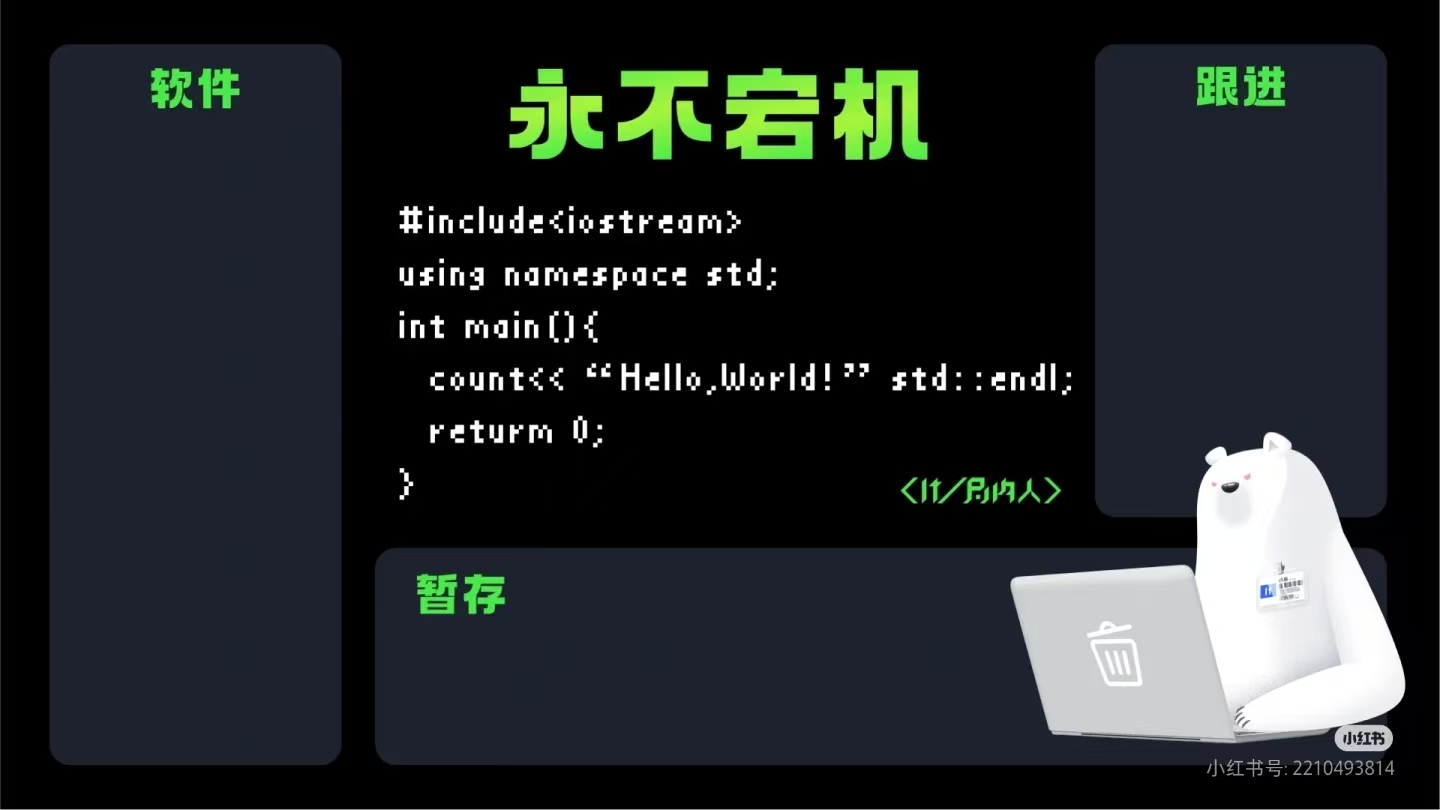 软件
永不宕机
跟进
#include<iostream>
using namespace std;
int main(){
count<< “Hello,World!” std::endl;
returm 0;
}
<IT/局内人>
暂存
小红书
小红书号: 2210493814